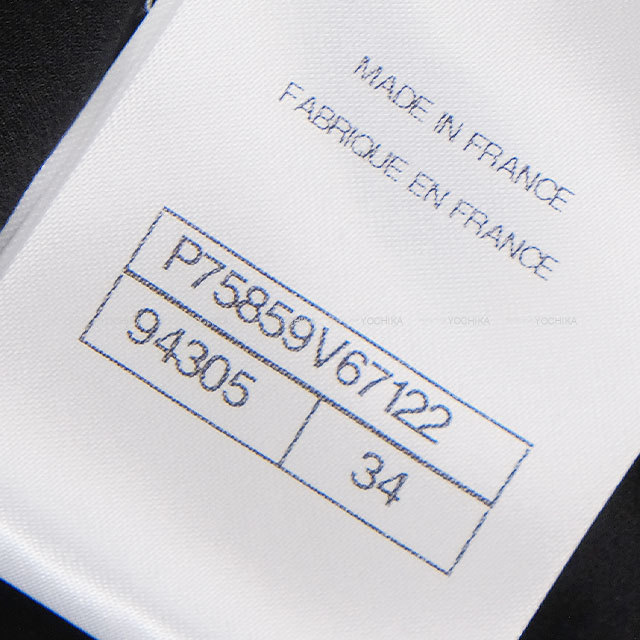 MADE IN FRANCE
FABRIQUE EN FRANCE
P75859V67122
94305
34
YOCHIKA YOCHIKA YOCHIKA